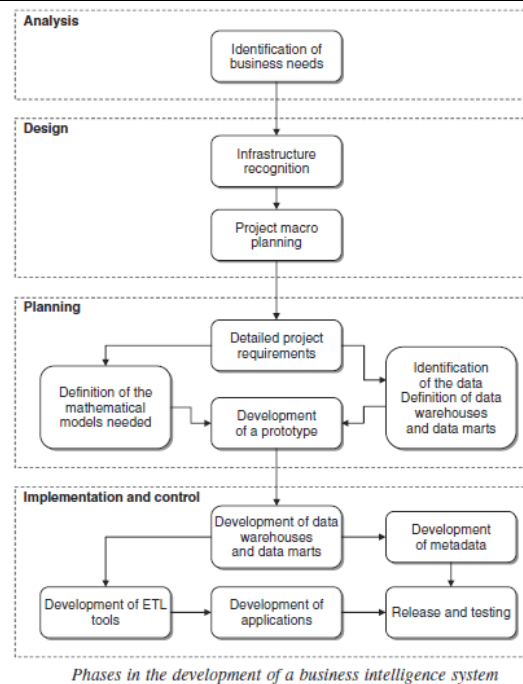 Analysis
Identification of
business needs
Design
Infrastructure
recognition
Project macro
planning
Planning
Detailed project
requirements
Definition of the
mathematical
models needed
Development
of a prototype
Identification
of the data
Definition of data
warehouses
and data marts
Implementation and control
Development of data
warehouses
and data marts
Development
of metadata
Development of ETL
tools
Development of
applications
Release and testing
Phases in the development of a business intelligence system